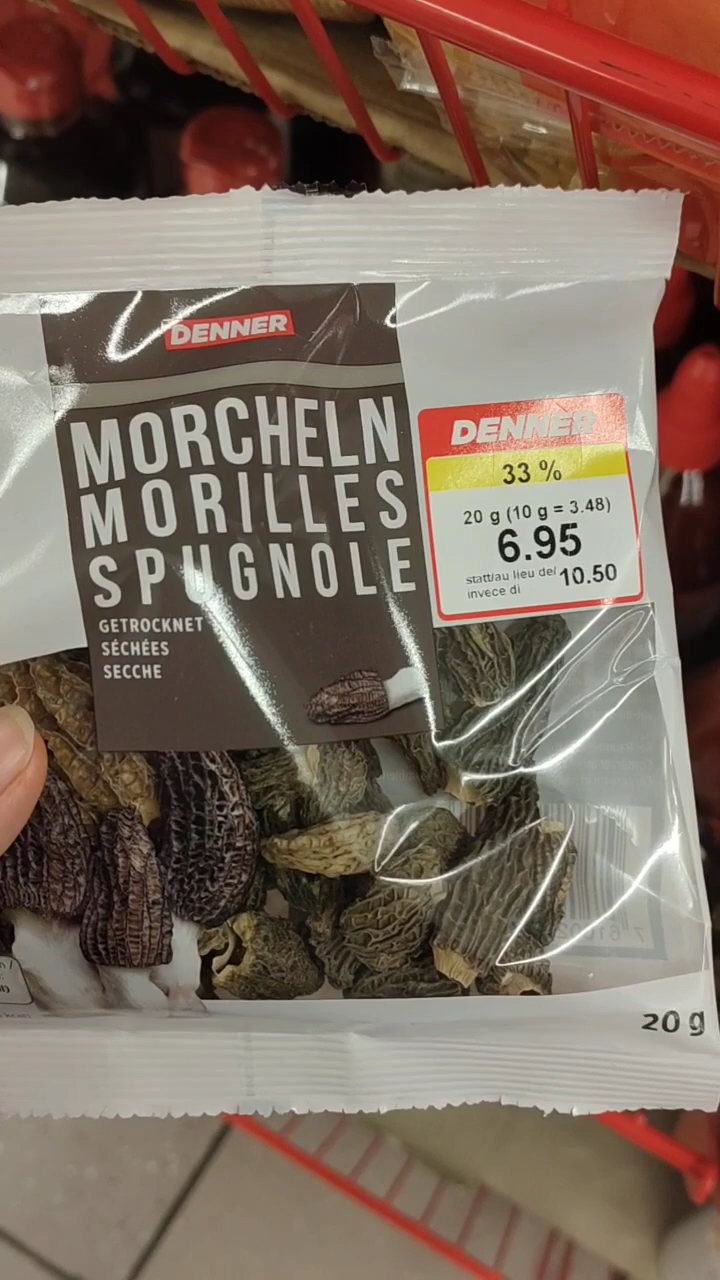 DENNER
MORCHELN
MORILLES
SPUGNOLE
GETROCKNET
SÉCHÉES
SECCHE
DENNER
33 %
20 g (10 g = 3.48)
6.95
statt/au lieu de/ 10.50
invece di
20 g